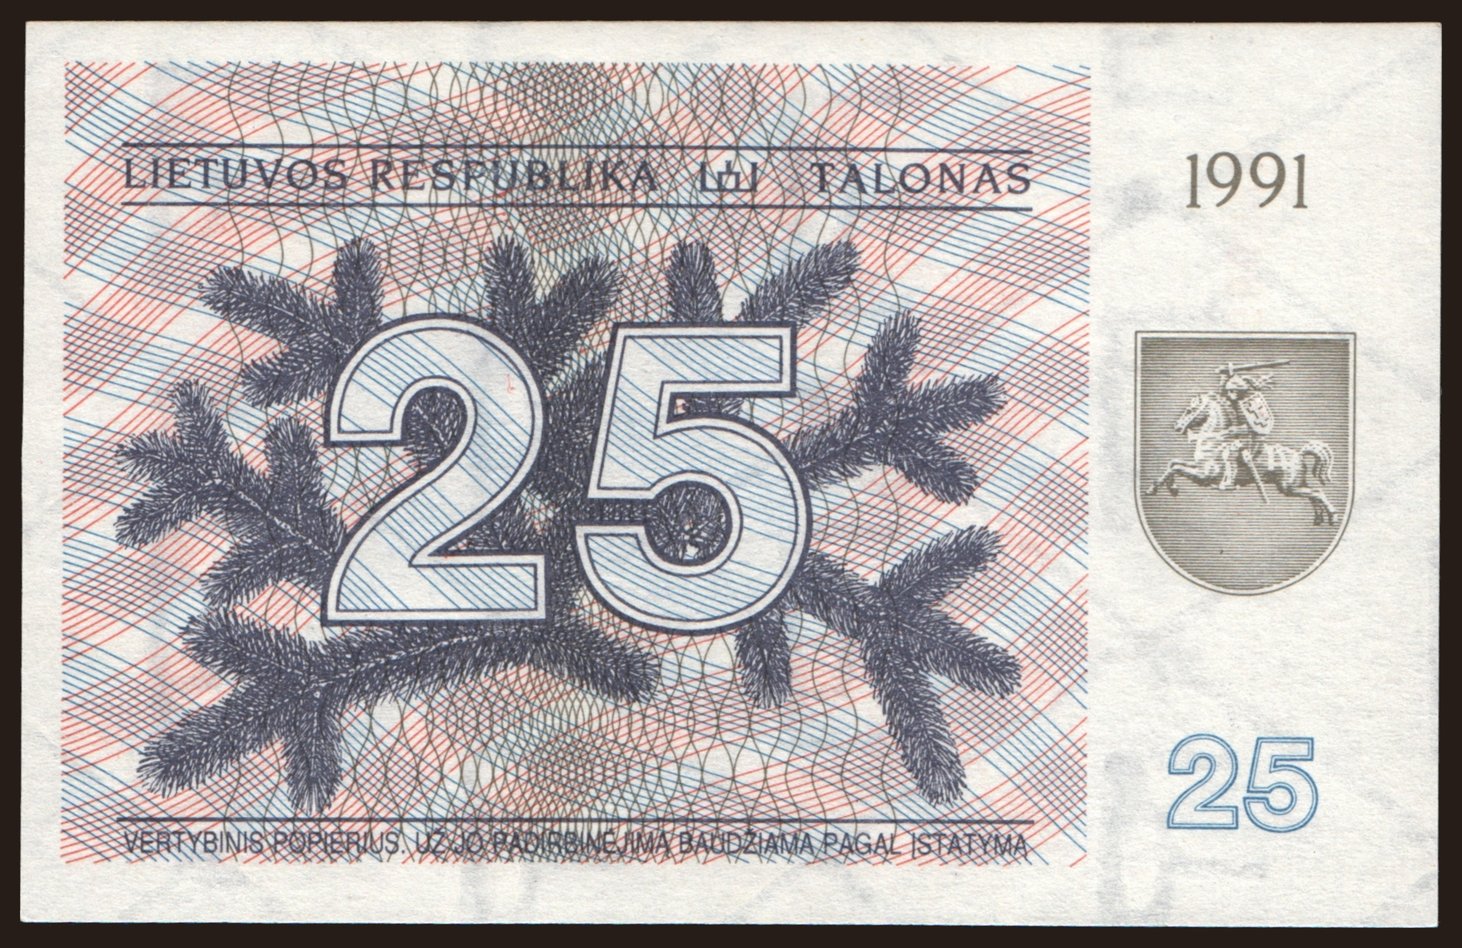 LIETUVOS RESPUBLIKA TALONAS
1991
25
25
VERTYBINIS POPIERIUS. UŽ JO PADIRBINĖJIMĄ BAUDŽIAMA PAGAL ĮSTATYMĄ